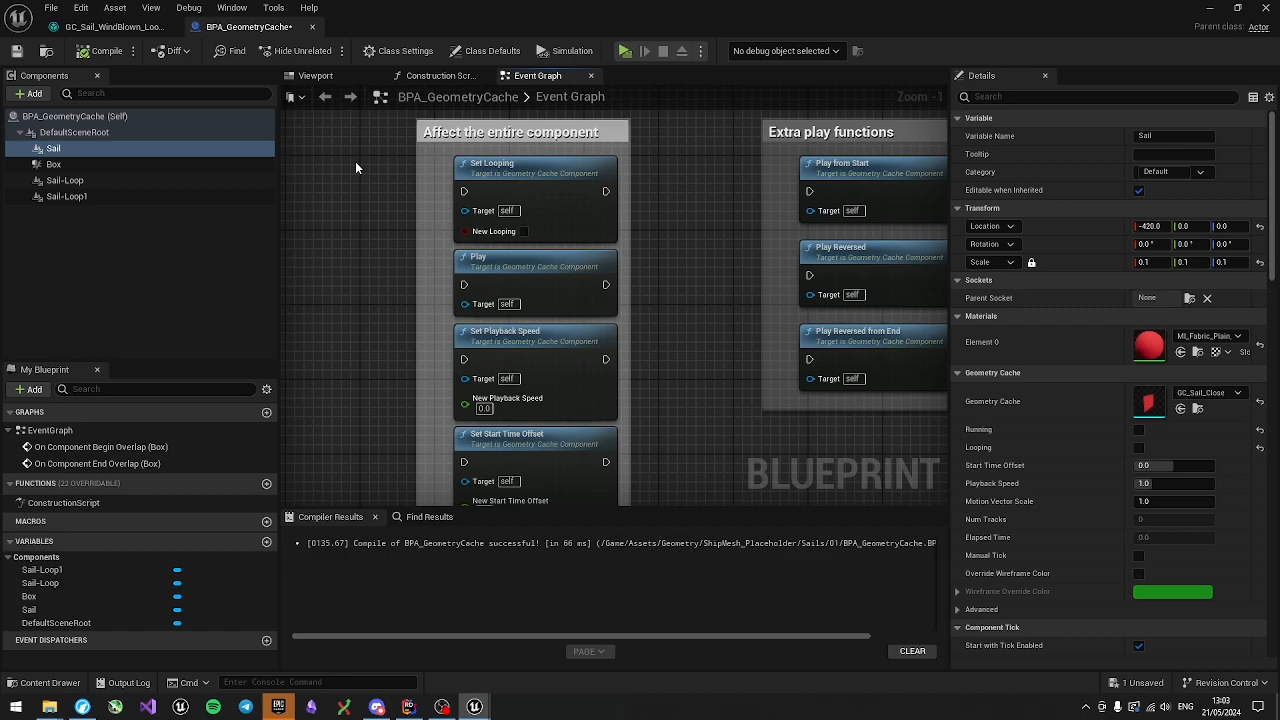 File Edit Asset View Debug Window Tools Help
GC_Sail_WindBlown_Loo...
BPA_GeometryCache•
Parent class: Actor
Compile
Diff
Find
Hide Unrelated
Class Settings
Class Defaults
Simulation
No debug object selected
Components
Add
Search
BPA_GeometryCache (Self)
DefaultSceneRoot
Sail
Box
Sail-Loop
Sail-Loop1
My Blueprint
Add
Search
GRAPHS
EventGraph
On Component Begin Overlap (Box)
On Component End Overlap (Box)
FUNCTIONS (22 OVERRIDABLE)
ConstructionScript
MACROS
VARIABLES
Components
Sail-Loop1
Sail-Loop
Box
Sail
DefaultSceneRoot
EVENT DISPATCHERS
Viewport
Construction Scr...
Event Graph
BPA_GeometryCache > Event Graph
Zoom -1
Affect the entire component
Set Looping
Target is Geometry Cache Component
Target self
New Looping
Play
Target is Geometry Cache Component
Target self
Set Playback Speed
Target is Geometry Cache Component
Target self
New Playback Speed
0.0
Set Start Time Offset
Target is Geometry Cache Component
Target self
New Start Time Offset
Extra play functions
Play from Start
Target is Geometry Cache Component
Target self
Play Reversed
Target is Geometry Cache Component
Target self
Play Reversed from End
Target is Geometry Cache Component
Target self
BLUEPRINT
Compiler Results
Find Results
[0135.67] Compile of BPA_GeometryCache successful! [in 66 ms] (/Game/Assets/Geometry/ShipMesh_Placeholder/Sails/01/BPA_GeometryCache.BP
PAGE
CLEAR
Details
Search
Variable
Variable Name Sail
Tooltip
Category Default
Editable when Inherited
Transform
Location -420.0 0.0 0.0
Rotation 0.0 ° 0.0 ° 0.0 °
Scale 0.1 0.1 0.1
Sockets
Parent Socket None
Materials
Element 0
MI_Fabric_Plain_
Slo
Geometry Cache
Geometry Cache GC_Sail_Close
Running
Looping
Start Time Offset 0.0
Playback Speed 1.0
Motion Vector Scale 1.0
Num Tracks 0
Elapsed Time 0.0
Manual Tick
Override Wireframe Color
Wireframe Override Color
Advanced
Component Tick
Start with Tick Enabled
Content Drawer
Output Log
Cmd
Enter Console Command
1 Unsaved
Revision Control
EPIC
ENG
13:03
21/05/2024